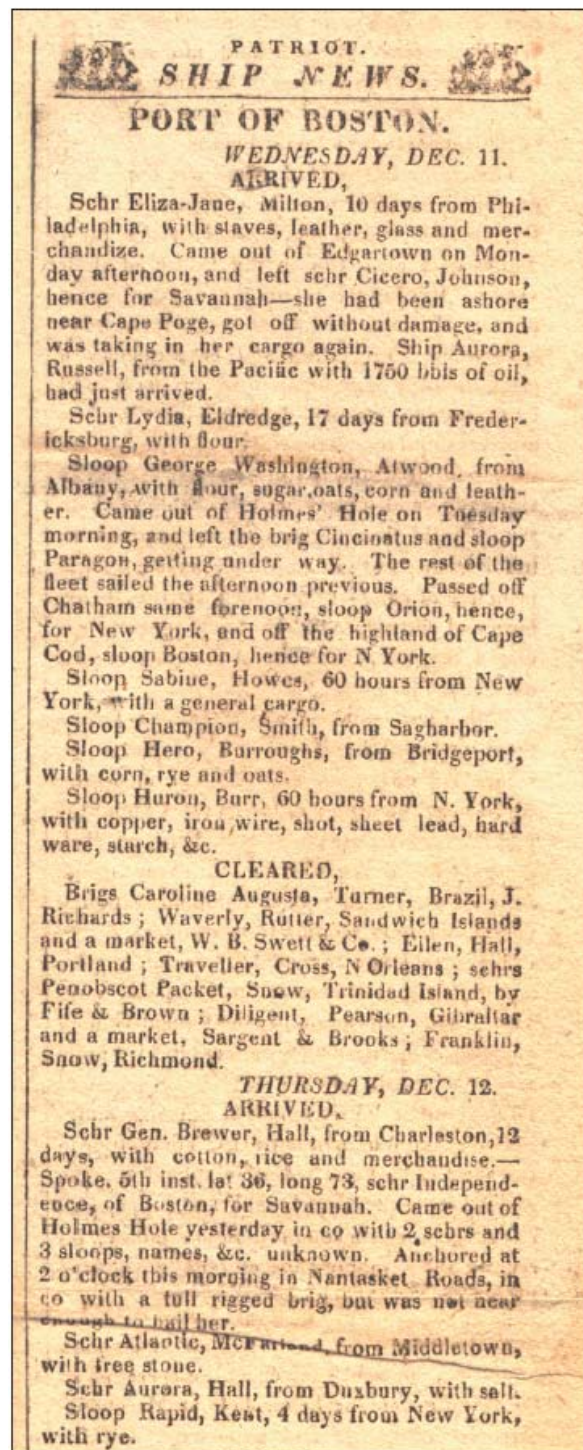 PATRIOT.
SHIP NEWS.
PORT OF BOSTON.
WEDNESDAY, DEC. 11.
ARRIVED,
Schr Eliza-Jane, Milton, 10 days from Phi-
ladelphia, with staves, leather, glass and mer-
chandize. Came out of Edgartown on Mon-
day afternoon, and left schr Cicero, Johnson,
hence for Savannah—she had been ashore
near Cape Poge, got off without damage, and
was taking in her cargo again. Ship Aurora,
Russell, from the Pacific with 1750 bbls of oil,
had just arrived.
Schr Lydia, Eldredge, 17 days from Freder-
icksburg, with flour.
Sloop George Washington, Atwood, from
Albany, with flour, sugar, oats, corn and leath-
er. Came out of Holmes' Hole on Tuesday
morning, and left the brig Cincinatus and sloop
Paragon, getting under way. The rest of the
fleet sailed the afternoon previous. Passed off
Chatham same forenoon, sloop Orion, hence,
for New York, and off the highland of Cape
Cod, sloop Boston, hence for N York.
Sloop Sabine, Howes, 60 hours from New
York, with a general cargo.
Sloop Champion, Smith, from Sagharbor.
Sloop Hero, Burroughs, from Bridgeport,
with corn, rye and oats.
Sloop Huron, Burr, 60 hours from N. York,
with copper, iron wire, shot, sheet lead, hard
ware, starch, &c.
CLEARED,
Brigs Caroline Augusta, Turner, Brazil, J.
Richards ; Waverly, Rutter, Sandwich Islands
and a market, W. B. Swett & Co. ; Ellen, Hall,
Portland ; Traveller, Cross, N Orleans ; schrs
Penobscot Packet, Snow, Trinidad Island, by
Fife & Brown ; Diligent, Pearson, Gibraltar
and a market, Sargent & Brooks ; Franklin,
Snow, Richmond.
THURSDAY, DEC. 12.
ARRIVED,
Schr Gen. Brewer, Hall, from Charleston, 12
days, with cotton, rice and merchandise.—
Spoke, 5th inst. lat 36, long 73, schr Independ-
ence, of Boston, for Savannah. Came out of
Holmes Hole yesterday in co with 2 schrs and
3 sloops, names, &c. unknown. Anchored at
2 o'clock this morning in Nantasket Roads, in
co with a full rigged brig, but was not near
enough to hail her.
Schr Atlantic, McFarland, from Middletown,
with free stone.
Schr Aurora, Hall, from Duxbury, with salt.
Sloop Rapid, Kent, 4 days from New York,
with rye.